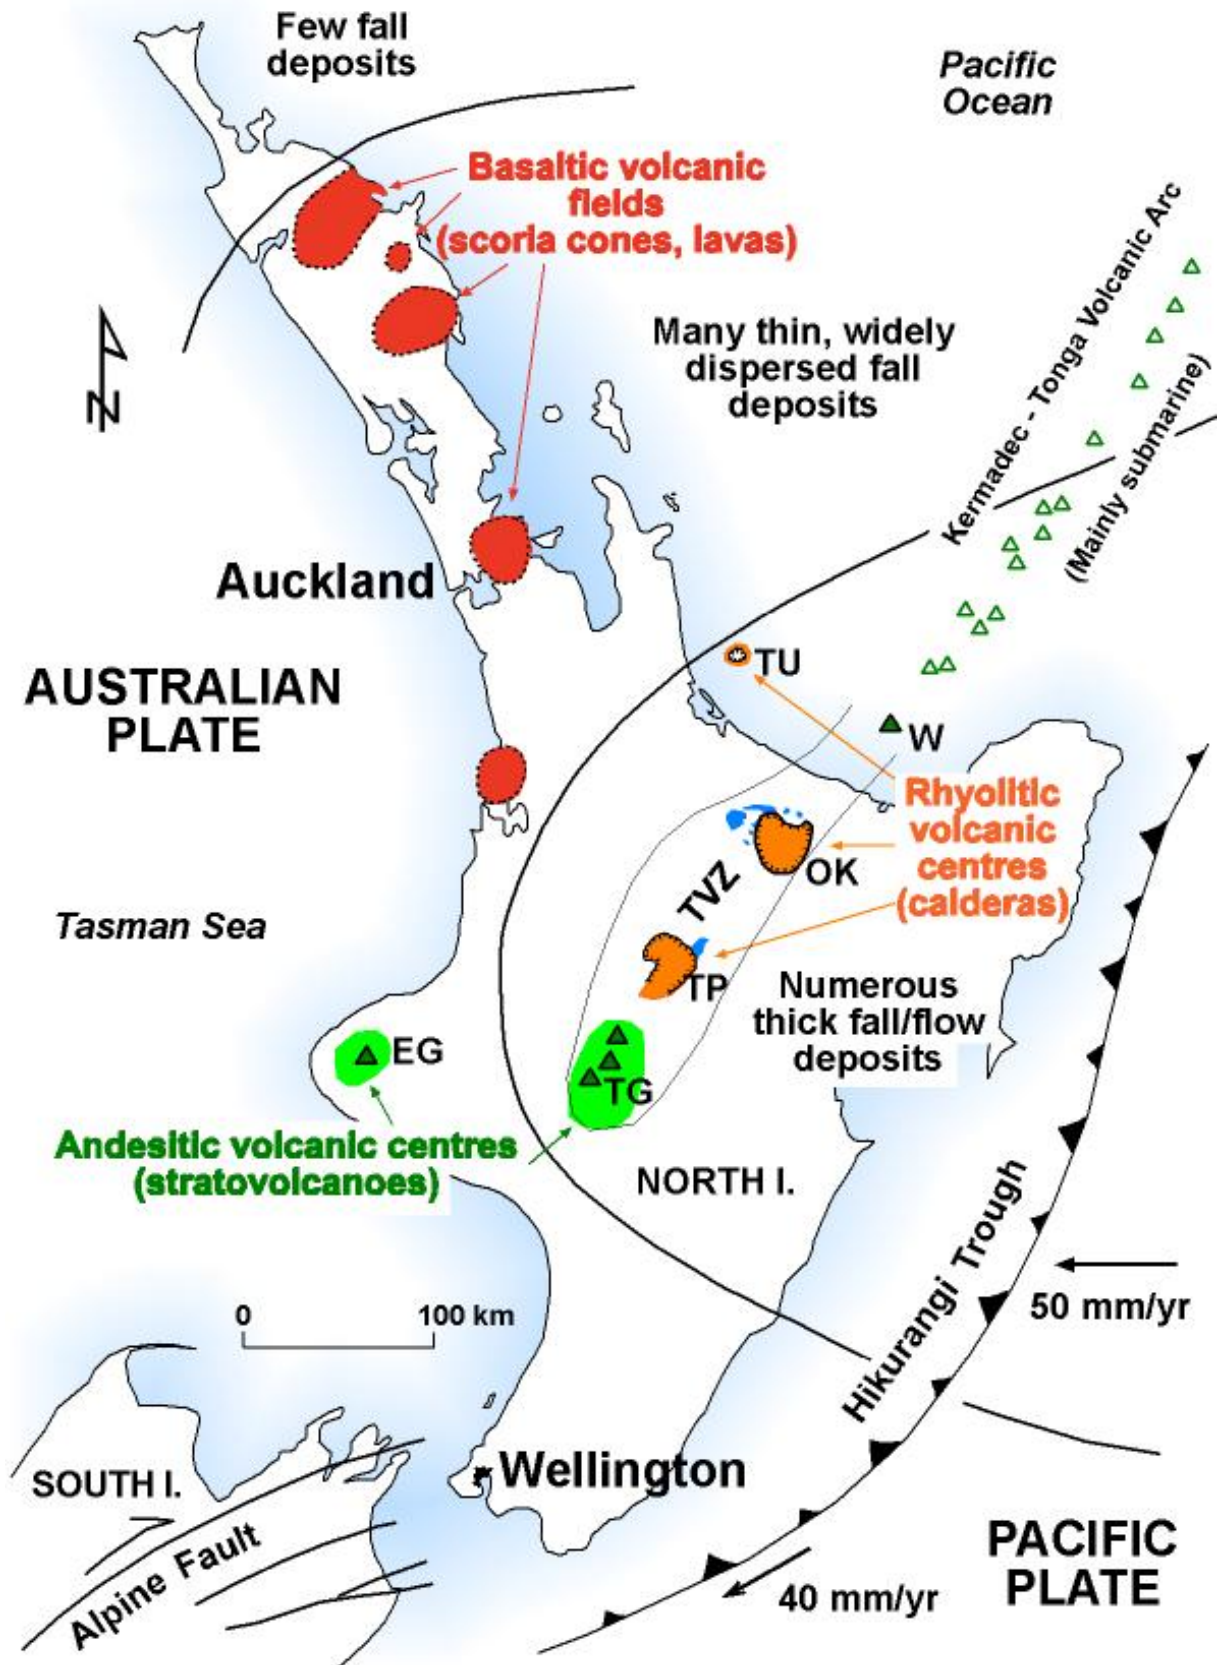 Few fall
deposits
Pacific
Ocean
Basaltic volcanic
fields
(scoria cones, lavas)
Kermadec - Tonga Volcanic Arc
(Mainly submarine)
Many thin, widely
dispersed fall
deposits
N
Auckland
AUSTRALIAN
PLATE
TU
W
Rhyolitic
volcanic
centres
(calderas)
OK
TVZ
Tasman Sea
TP
Numerous
thick fall/flow
deposits
EG
TG
Andesitic volcanic centres
(stratovolcanoes)
NORTH I.
Hikurangi Trough
50 mm/yr
0 100 km
Wellington
SOUTH I.
Alpine Fault
PACIFIC
PLATE
40 mm/yr